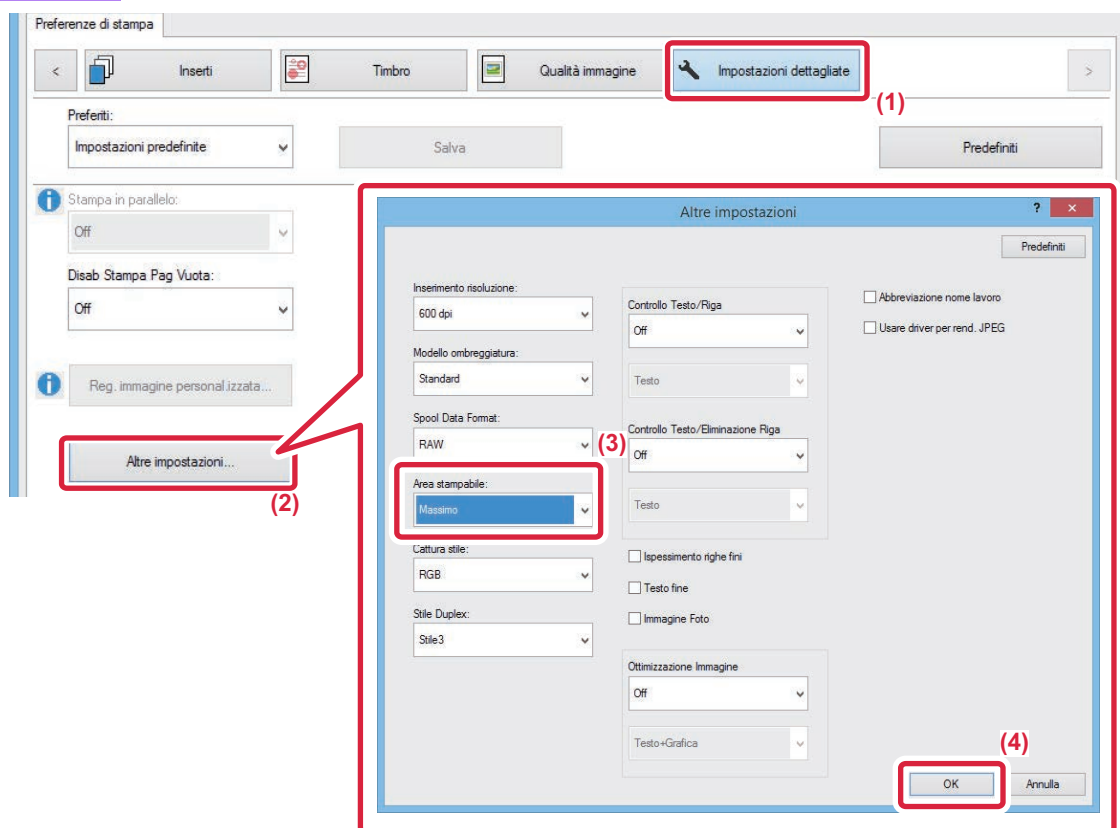 Preferenze di stampa
<
Inserti
Timbro
Qualità immagine
Impostazioni dettagliate
>
(1)
Preferiti:
Impostazioni predefinite
Salva
Predefiniti
Stampa in parallelo:
Off
Disab Stampa Pag Vuota:
Off
Reg. immagine personal.izzata...
Altre impostazioni...
(2)
Altre impostazioni
?
×
Predefiniti
Inserimento risoluzione:
600 dpi
Modello ombreggiatura:
Standard
Spool Data Format:
RAW
(3)
Area stampabile:
Massimo
Cattura stile:
RGB
Stile Duplex:
Stile3
Controllo Testo/Riga
Off
Testo
Controllo Testo/Eliminazione Riga
Off
Testo
Ispessimento righe fini
Testo fine
Immagine Foto
Ottimizzazione Immagine
Off
Testo+Grafica
Abbreviazione nome lavoro
Usare driver per rend. JPEG
(4)
OK
Annulla